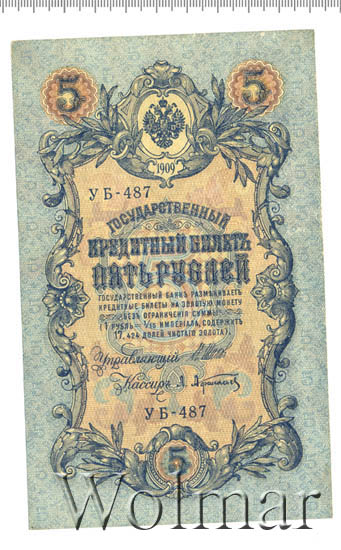 5 5
1909
УБ-487
ГОСУДАРСТВЕННЫЙ
КРЕДИТНЫЙ БИЛЕТЪ
ПЯТЬ РУБЛЕЙ
ГОСУДАРСТВЕННЫЙ БАНКЪ РАЗМѢНИВАЕТЪ
КРЕДИТНЫЕ БИЛЕТЫ НА ЗОЛОТУЮ МОНЕТУ
БЕЗЪ ОГРАНИЧЕНІЯ СУММЫ
(1 РУБЛЬ = 1/15 ИМПЕРІАЛА, СОДЕРЖИТЪ
17,424 ДОЛЕЙ ЧИСТАГО ЗОЛОТА).
Управляющій
Кассиръ
УБ-487
5
Wolmar